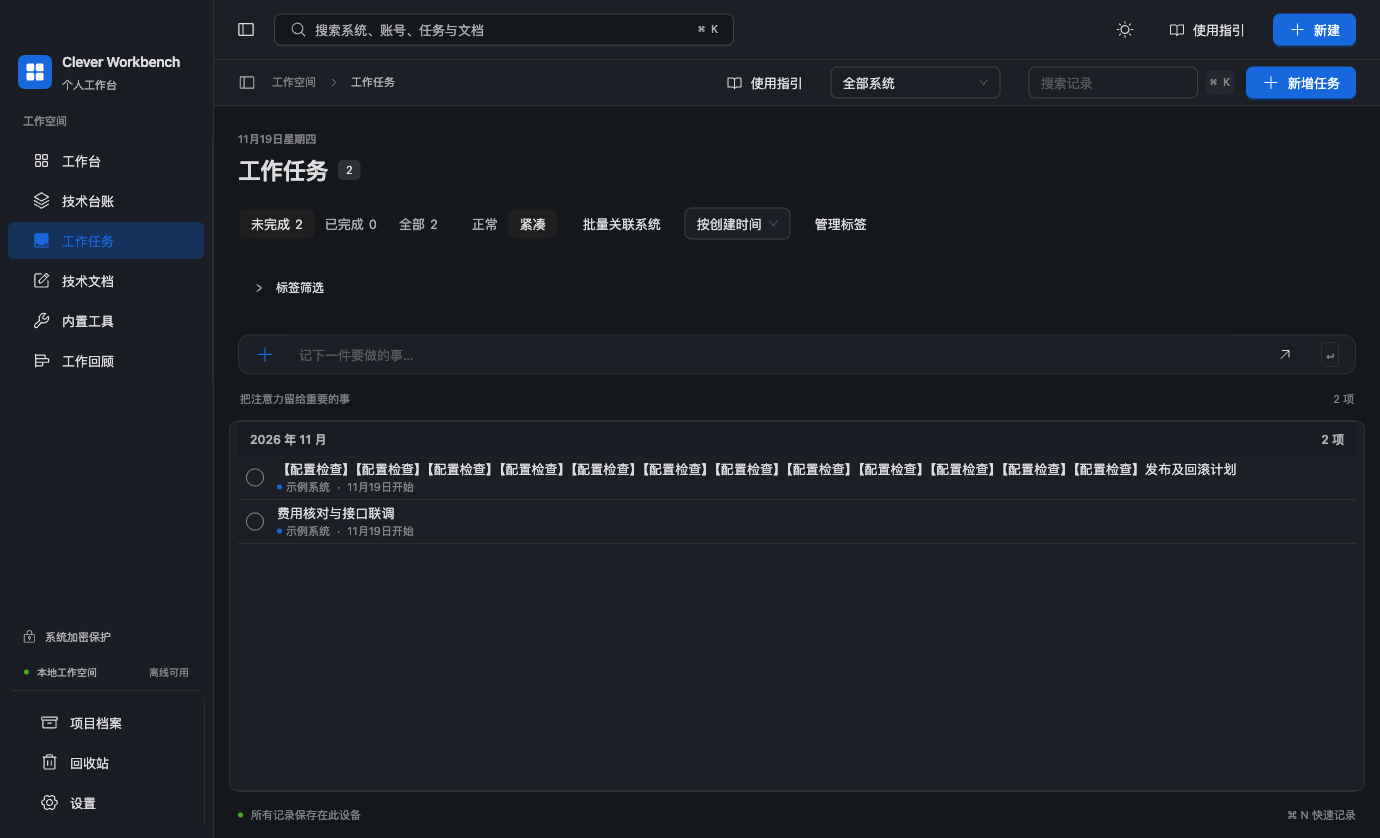 Clever Workbench
个人工作台
工作空间
工作台
技术台账
工作任务
技术文档
内置工具
工作回顾
系统加密保护
本地工作空间 离线可用
项目档案
回收站
设置
搜索系统、账号、任务与文档 ⌘ K
使用指引
新建
工作空间 > 工作任务
使用指引
全部系统
搜索记录 ⌘ K
新增任务
11月19日星期四
工作任务 2
未完成 2 已完成 0 全部 2 正常 紧凑 批量关联系统 按创建时间 管理标签
标签筛选
记下一件要做的事...
把注意力留给重要的事 2 项
2026 年 11 月 2 项
【配置检查】【配置检查】【配置检查】【配置检查】【配置检查】【配置检查】【配置检查】【配置检查】【配置检查】【配置检查】【配置检查】【配置检查】发布及回滚计划
示例系统 · 11月19日开始
费用核对与接口联调
示例系统 · 11月19日开始
所有记录保存在此设备 ⌘ N 快速记录